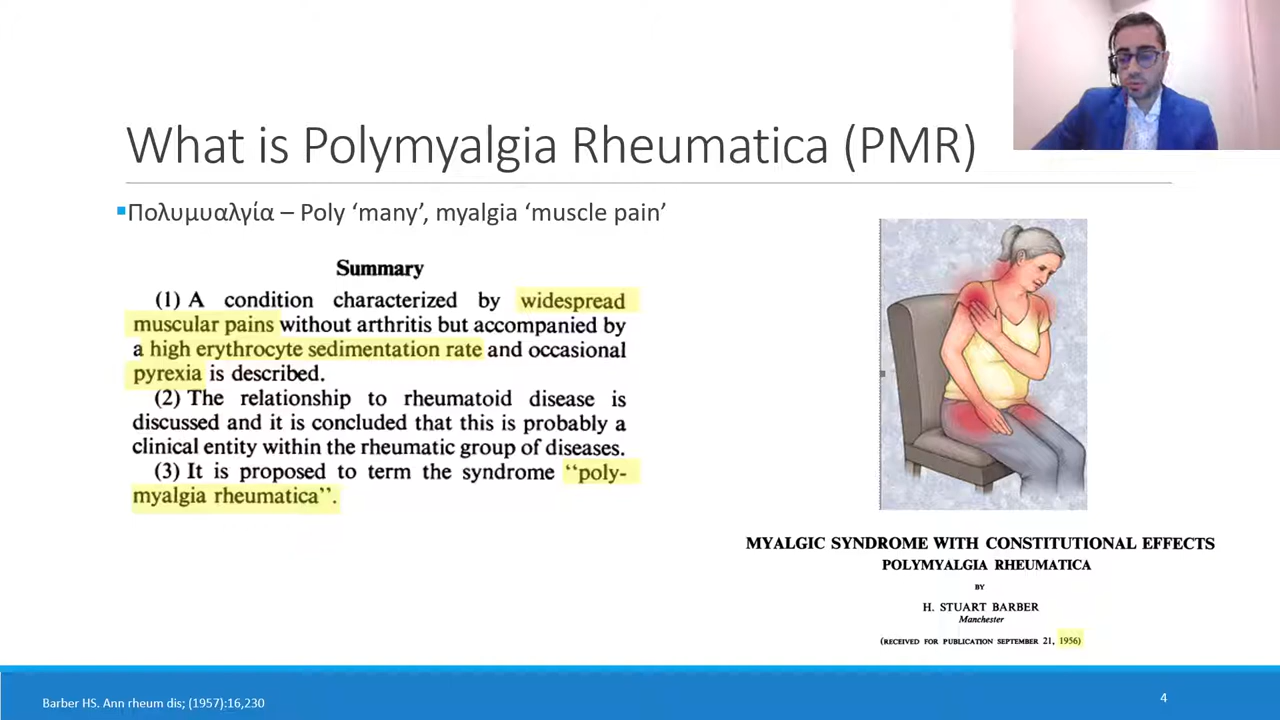 What is Polymyalgia Rheumatica (PMR)
▪Πολυμυαλγία – Poly ‘many’, myalgia ‘muscle pain’
Summary
(1) A condition characterized by widespread
muscular pains without arthritis but accompanied by
a high erythrocyte sedimentation rate and occasional
pyrexia is described.
(2) The relationship to rheumatoid disease is
discussed and it is concluded that this is probably a
clinical entity within the rheumatic group of diseases.
(3) It is proposed to term the syndrome “poly-
myalgia rheumatica”.
MYALGIC SYNDROME WITH CONSTITUTIONAL EFFECTS
POLYMYALGIA RHEUMATICA
BY
H. STUART BARBER
Manchester
(RECEIVED FOR PUBLICATION SEPTEMBER 21, 1956)
Barber HS. Ann rheum dis; (1957):16,230
4